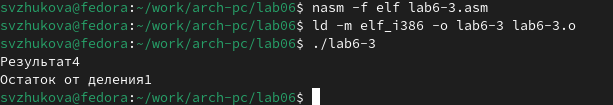 svzhukova@fedora:~/work/arch-pc/lab06$ nasm -f elf lab6-3.asm
svzhukova@fedora:~/work/arch-pc/lab06$ ld -m elf_i386 -o lab6-3 lab6-3.o
svzhukova@fedora:~/work/arch-pc/lab06$ ./lab6-3
Результат4
Остаток от деления1
svzhukova@fedora:~/work/arch-pc/lab06$